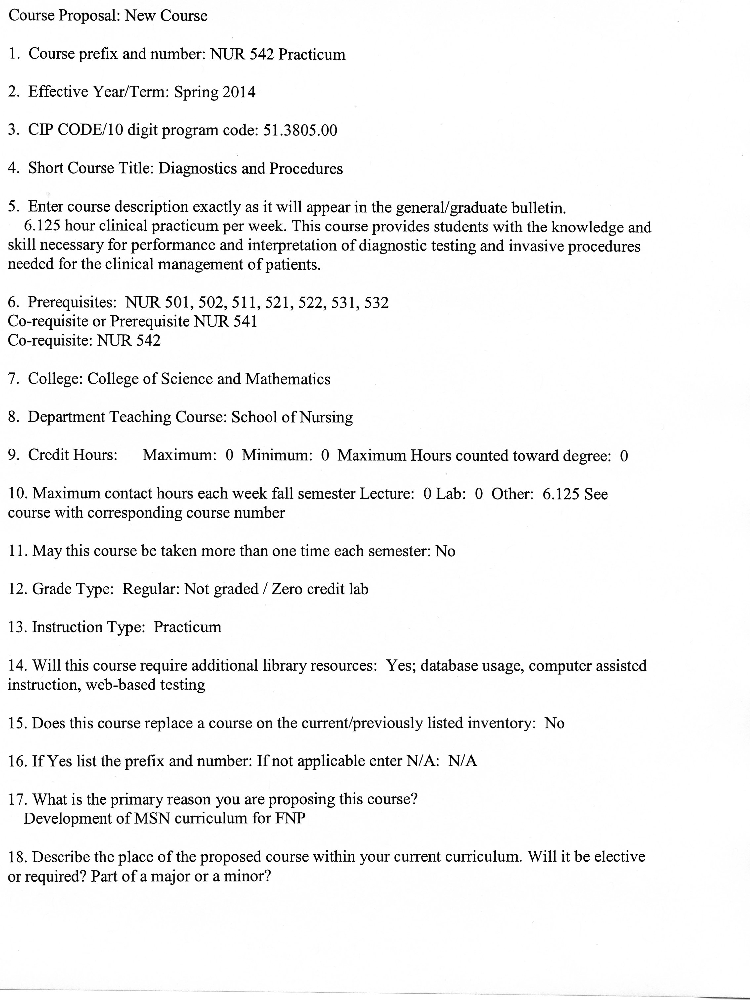 Course Proposal: New Course
1. Course prefix and number: NUR 542 Practicum
2. Effective Year/Term: Spring 2014
3. CIP CODE/10 digit program code: 51.3805.00
4. Short Course Title: Diagnostics and Procedures
5. Enter course description exactly as it will appear in the general/graduate bulletin.
6.125 hour clinical practicum per week. This course provides students with the knowledge and
skill necessary for performance and interpretation of diagnostic testing and invasive procedures
needed for the clinical management of patients.
6. Prerequisites: NUR 501, 502, 511, 521, 522, 531, 532
Co-requisite or Prerequisite NUR 541
Co-requisite: NUR 542
7. College: College of Science and Mathematics
8. Department Teaching Course: School of Nursing
9. Credit Hours: Maximum: 0 Minimum: 0 Maximum Hours counted toward degree: 0
10. Maximum contact hours each week fall semester Lecture: 0 Lab: 0 Other: 6.125 See
course with corresponding course number
11. May this course be taken more than one time each semester: No
12. Grade Type: Regular: Not graded / Zero credit lab
13. Instruction Type: Practicum
14. Will this course require additional library resources: Yes; database usage, computer assisted
instruction, web-based testing
15. Does this course replace a course on the current/previously listed inventory: No
16. If Yes list the prefix and number: If not applicable enter N/A: N/A
17. What is the primary reason you are proposing this course?
Development of MSN curriculum for FNP
18. Describe the place of the proposed course within your current curriculum. Will it be elective
or required? Part of a major or a minor?